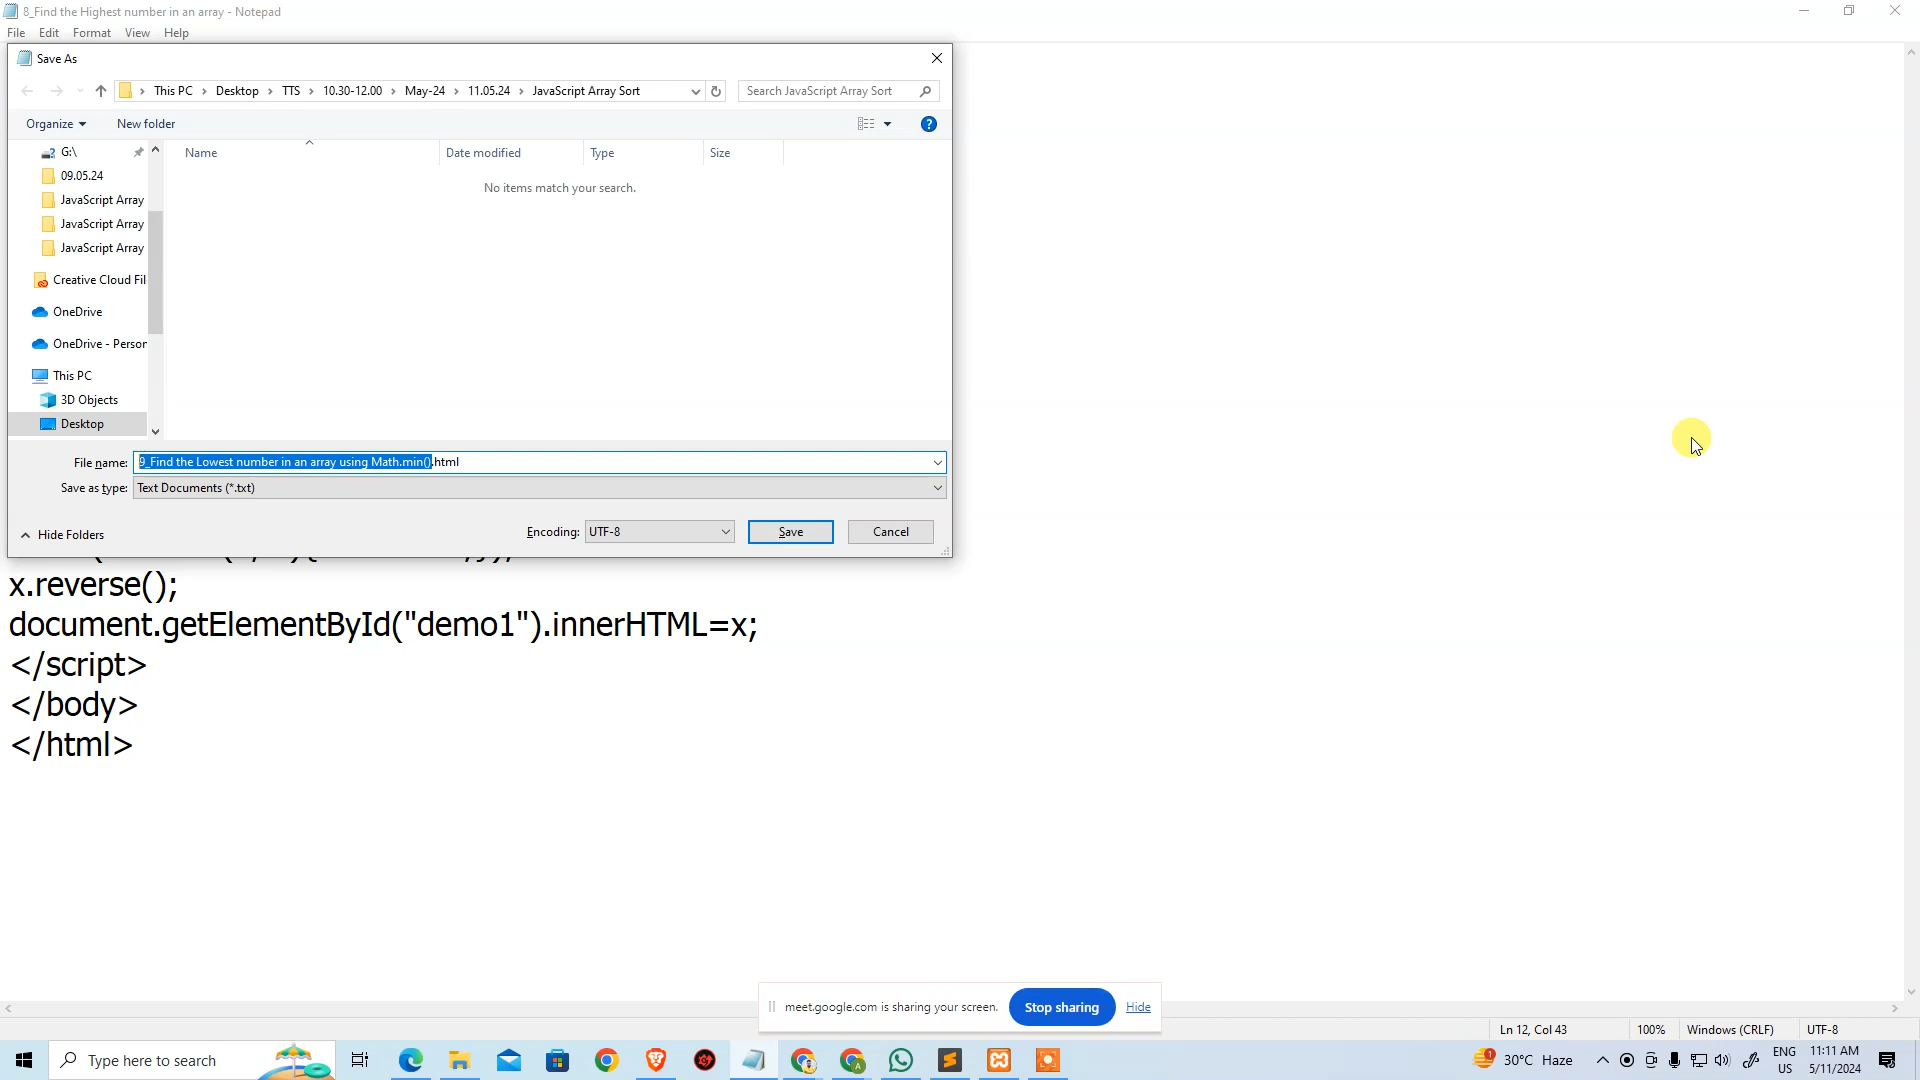 8_Find the Highest number in an array - Notepad
File Edit Format View Help
Save As
This PC > Desktop > TTS > 10.30-12.00 > May-24 > 11.05.24 > JavaScript Array Sort
Search JavaScript Array Sort
Organize New folder
Name Date modified Type Size
No items match your search.
G:\
09.05.24
JavaScript Array
JavaScript Array
JavaScript Array
Creative Cloud Fil
OneDrive
OneDrive - Person
This PC
3D Objects
Desktop
File name: 9_Find the Lowest number in an array using Math.min().html
Save as type: Text Documents (*.txt)
Hide Folders
Encoding: UTF-8
Save
Cancel
x.reverse();
document.getElementById("demo1").innerHTML=x;
</script>
</body>
</html>
meet.google.com is sharing your screen. Stop sharing Hide
Ln 12, Col 43 100% Windows (CRLF) UTF-8
Type here to search
1
30°C Haze
ENG
US
11:11 AM
5/11/2024